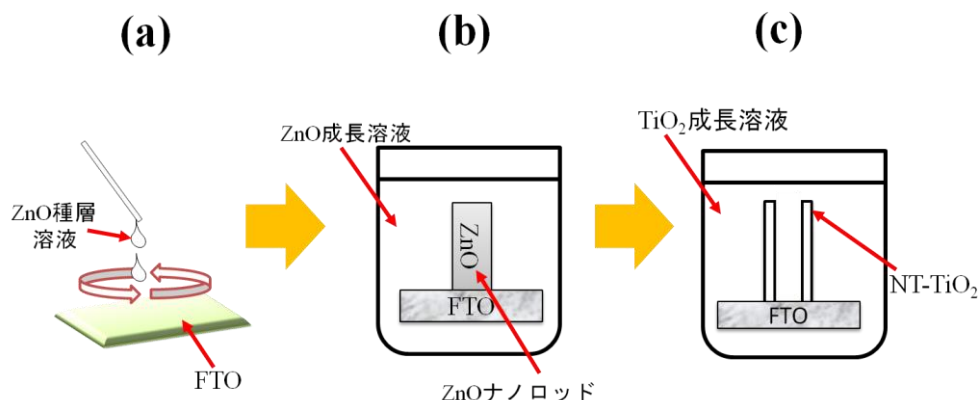 (a)
(b)
(c)
ZnO種層
溶液
FTO
ZnO成長溶液
ZnO
FTO
ZnOナノロッド
TiO₂成長溶液
FTO
NT-TiO₂